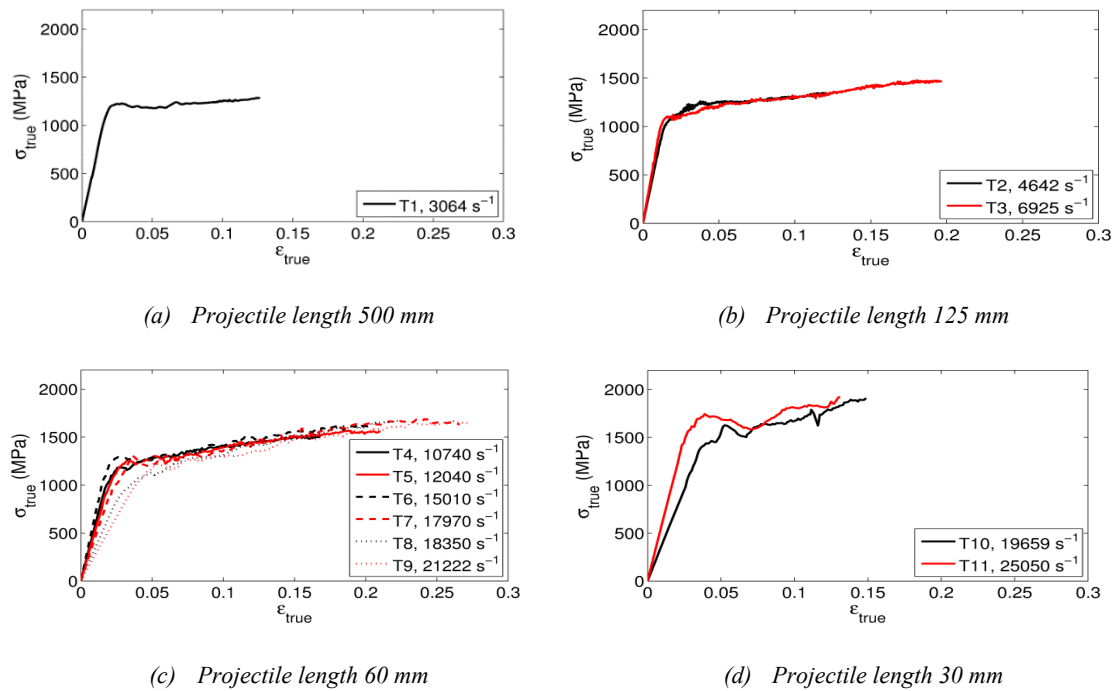 2000
1500
1000
500
0
σtrue (MPa)
0 0.05 0.1 0.15 0.2 0.25 0.3
εtrue
T1, 3064 s−1
(a) Projectile length 500 mm
2000
1500
1000
500
0
σtrue (MPa)
0 0.05 0.1 0.15 0.2 0.25 0.3
εtrue
T2, 4642 s−1
T3, 6925 s−1
(b) Projectile length 125 mm
2000
1500
1000
500
0
σtrue (MPa)
0 0.05 0.1 0.15 0.2 0.25 0.3
εtrue
T4, 10740 s−1
T5, 12040 s−1
T6, 15010 s−1
T7, 17970 s−1
T8, 18350 s−1
T9, 21222 s−1
(c) Projectile length 60 mm
2000
1500
1000
500
0
σtrue (MPa)
0 0.05 0.1 0.15 0.2 0.25 0.3
εtrue
T10, 19659 s−1
T11, 25050 s−1
(d) Projectile length 30 mm